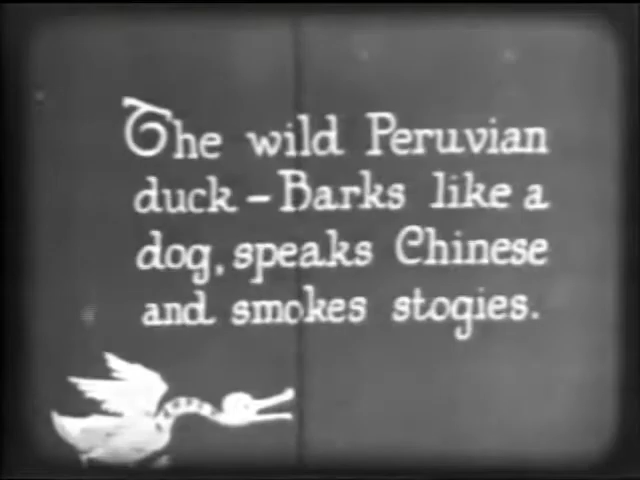 The wild Peruvian
duck – Barks like a
dog, speaks Chinese
and smokes stogies.